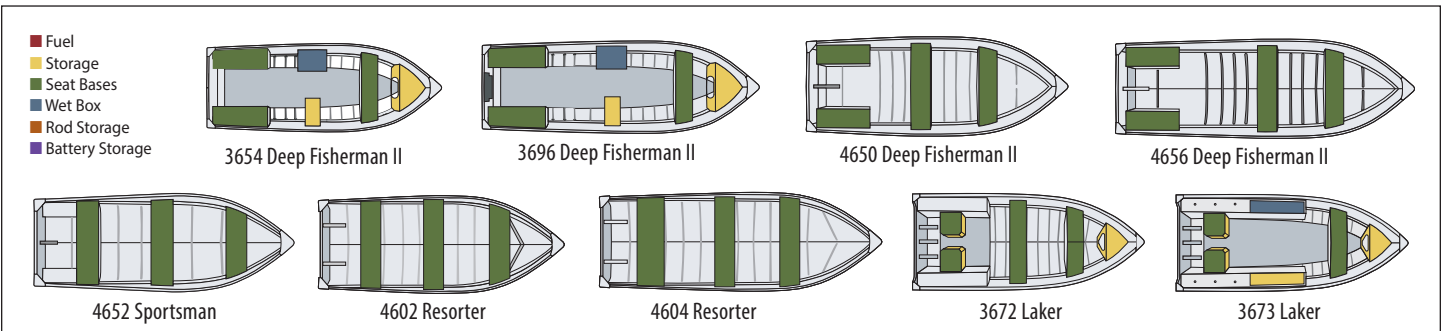 Fuel
Storage
Seat Bases
Wet Box
Rod Storage
Battery Storage
3654 Deep Fisherman II
3696 Deep Fisherman II
4650 Deep Fisherman II
4656 Deep Fisherman II
4652 Sportsman
4602 Resorter
4604 Resorter
3672 Laker
3673 Laker